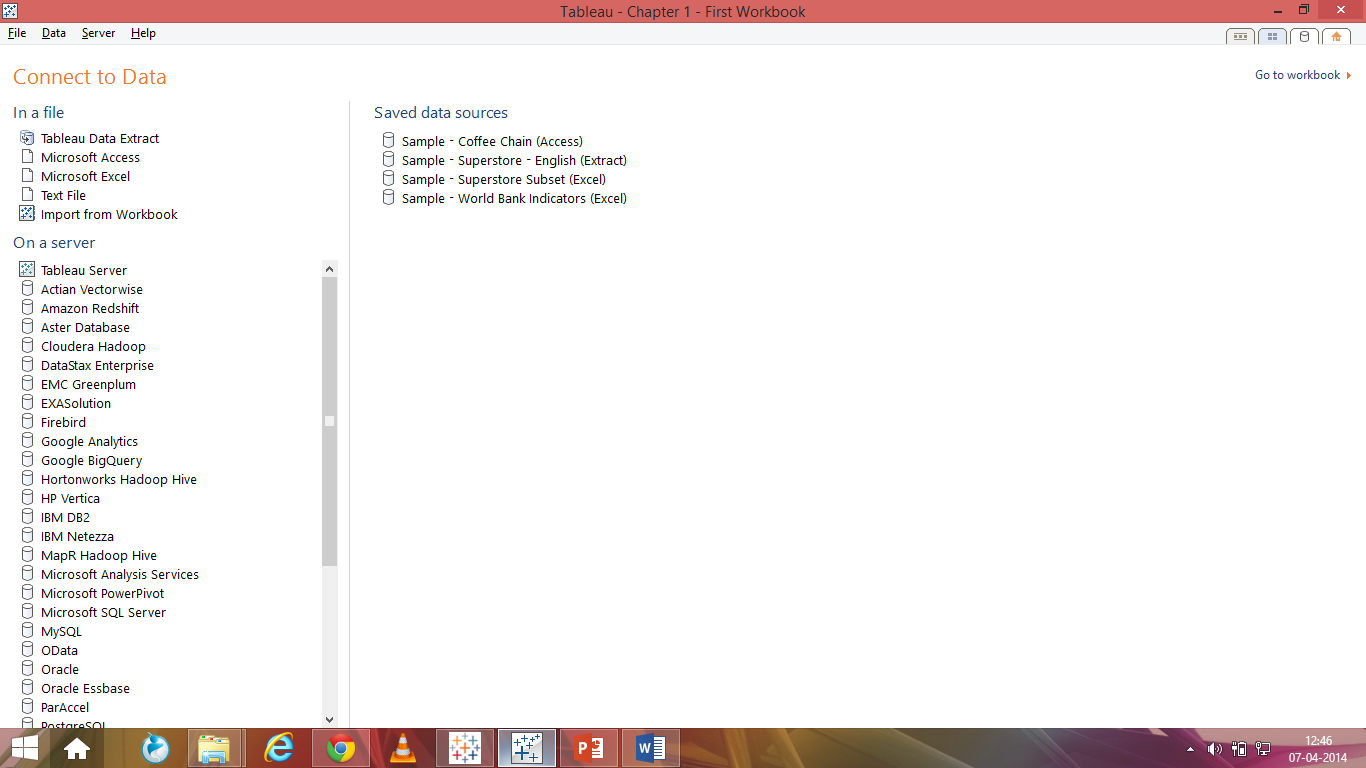 Tableau - Chapter 1 - First Workbook
File Data Server Help
Connect to Data
Go to workbook
In a file
Tableau Data Extract
Microsoft Access
Microsoft Excel
Text File
Import from Workbook
On a server
Tableau Server
Actian Vectorwise
Amazon Redshift
Aster Database
Cloudera Hadoop
DataStax Enterprise
EMC Greenplum
EXASolution
Firebird
Google Analytics
Google BigQuery
Hortonworks Hadoop Hive
HP Vertica
IBM DB2
IBM Netezza
MapR Hadoop Hive
Microsoft Analysis Services
Microsoft PowerPivot
Microsoft SQL Server
MySQL
OData
Oracle
Oracle Essbase
ParAccel
PostgreSQL
Saved data sources
Sample - Coffee Chain (Access)
Sample - Superstore - English (Extract)
Sample - Superstore Subset (Excel)
Sample - World Bank Indicators (Excel)
12:46
07-04-2014